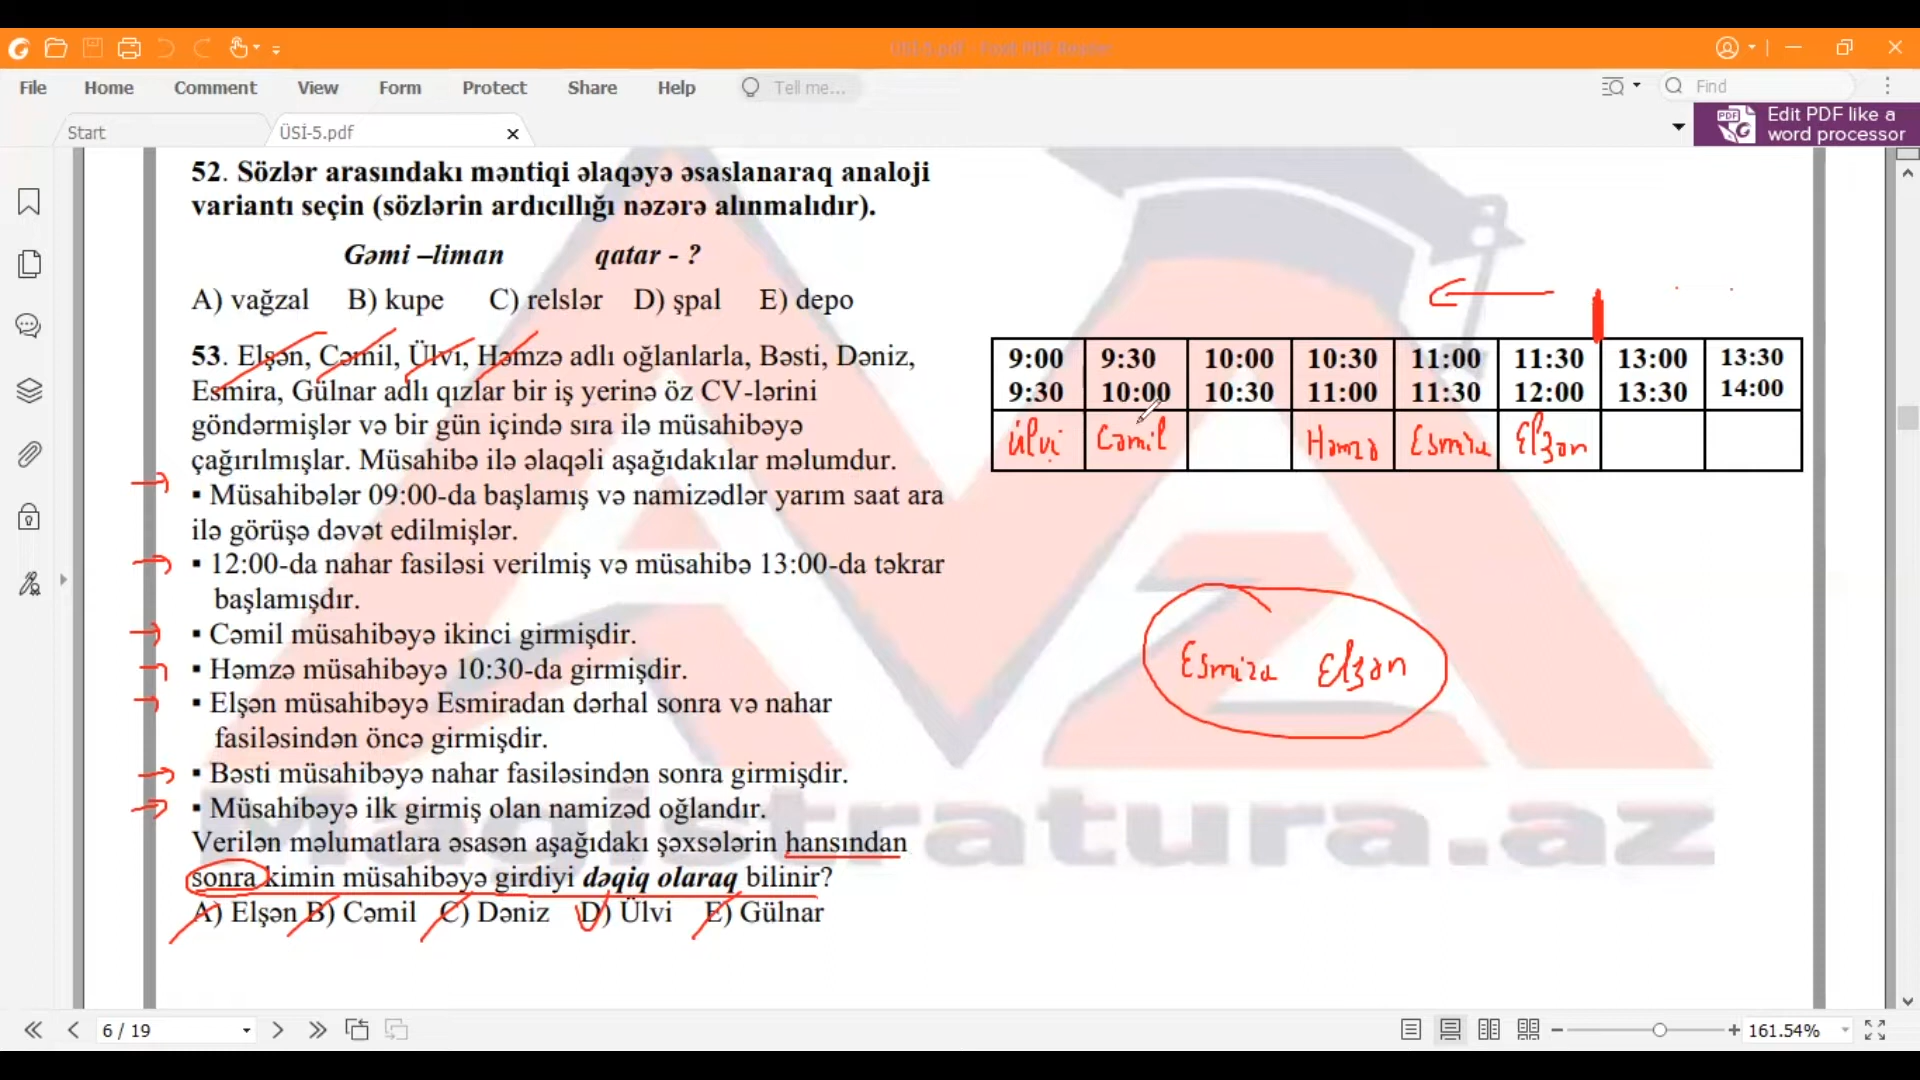 ÜSİ-5.pdf - Foxit PDF Reader
File Home Comment View Form Protect Share Help Tell me... Find
Start ÜSİ-5.pdf
Edit PDF like a
word processor
52. Sözlər arasındakı məntiqi əlaqəyə əsaslanaraq analoji
variantı seçin (sözlərin ardıcıllığı nəzərə alınmalıdır).
Gəmi –liman qatar - ?
A) vağzal B) kupe C) relslər D) şpal E) depo
53. Elşən, Cəmil, Ülvi, Həmzə adlı oğlanlarla, Bəsti, Dəniz,
Esmira, Gülnar adlı qızlar bir iş yerinə öz CV-lərini
göndərmişlər və bir gün içində sıra ilə müsahibəyə
çağırılmışlar. Müsahibə ilə əlaqəli aşağıdakılar məlumdur.
▪ Müsahibələr 09:00-da başlamış və namizədlər yarım saat ara
ilə görüşə dəvət edilmişlər.
▪ 12:00-da nahar fasiləsi verilmiş və müsahibə 13:00-da təkrar
başlamışdır.
▪ Cəmil müsahibəyə ikinci girmişdir.
▪ Həmzə müsahibəyə 10:30-da girmişdir.
▪ Elşən müsahibəyə Esmiradan dərhal sonra və nahar
fasiləsindən öncə girmişdir.
▪ Bəsti müsahibəyə nahar fasiləsindən sonra girmişdir.
▪ Müsahibəyə ilk girmiş olan namizəd oğlandır.
Verilən məlumatlara əsasən aşağıdakı şəxsələrin hansından
sonra kimin müsahibəyə girdiyi dəqiq olaraq bilinir?
A) Elşən B) Cəmil C) Dəniz D) Ülvi E) Gülnar
9:00 9:30 10:00 10:30 11:00 11:30 13:00 13:30
9:30 10:00 10:30 11:00 11:30 12:00 13:30 14:00
Ülvi Cəmil Həmzə Esmira Elşən
Esmira Elşən
Magistratura.az
6 / 19 161.54%